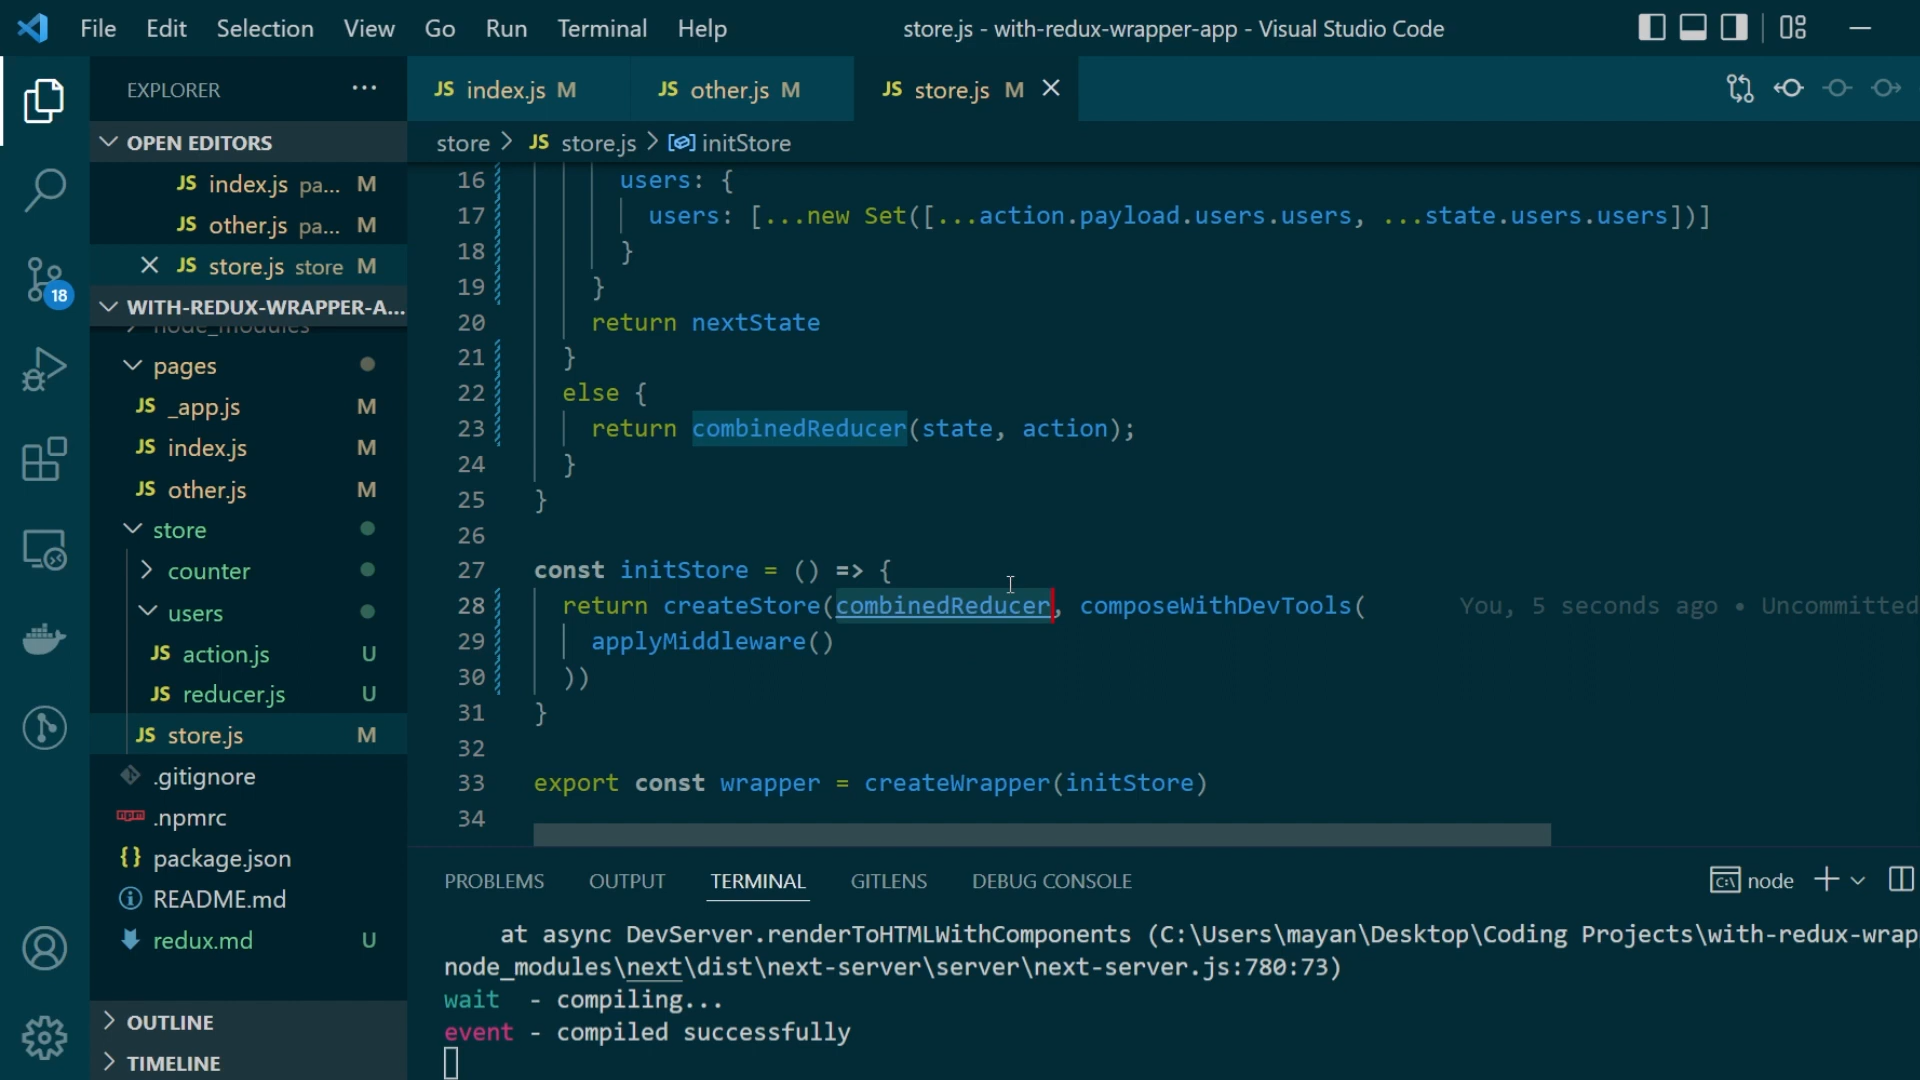 File Edit Selection View Go Run Terminal Help store.js - with-redux-wrapper-app - Visual Studio Code
EXPLORER ···
JS index.js M JS other.js M JS store.js M
OPEN EDITORS
store > JS store.js > initStore
JS index.js pa... M
JS other.js pa... M
JS store.js store M
18
WITH-REDUX-WRAPPER-A...
node_modules
pages
JS _app.js M
JS index.js M
JS other.js M
store
counter
users
JS action.js U
JS reducer.js U
JS store.js M
.gitignore
npm .npmrc
{} package.json
README.md
redux.md U
OUTLINE
TIMELINE
16 users: {
17 users: [...new Set([...action.payload.users.users, ...state.users.users])]
18 }
19 }
20 return nextState
21 }
22 else {
23 return combinedReducer(state, action);
24 }
25 }
26
27 const initStore = () => {
28 return createStore(combinedReducer, composeWithDevTools( You, 5 seconds ago • Uncommitted
29 applyMiddleware()
30 ))
31 }
32
33 export const wrapper = createWrapper(initStore)
34
PROBLEMS OUTPUT TERMINAL GITLENS DEBUG CONSOLE node
at async DevServer.renderToHTMLWithComponents (C:\Users\mayan\Desktop\Coding Projects\with-redux-wrap
node_modules\next\dist\next-server\server\next-server.js:780:73)
wait - compiling...
event - compiled successfully